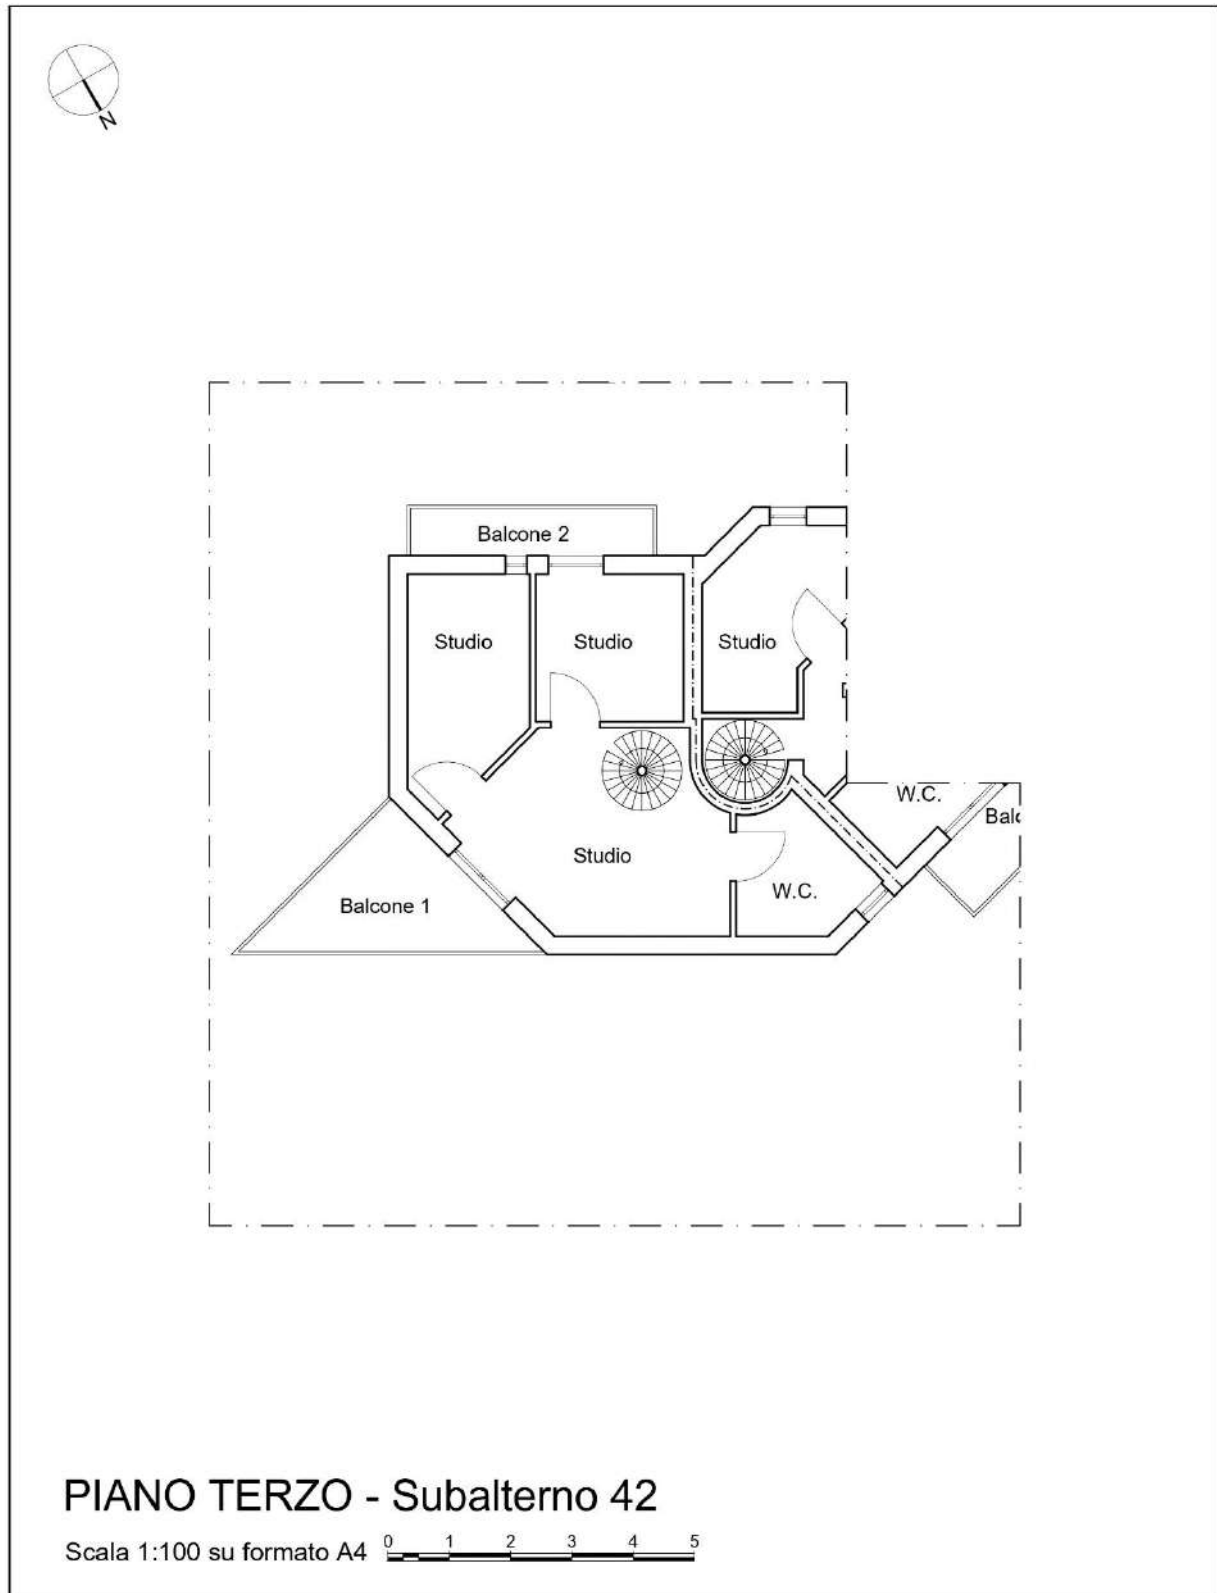 N
Balcone 2
Studio
Studio
Studio
W.C.
Balc
Studio
W.C.
Balcone 1
PIANO TERZO - Subalterno 42
Scala 1:100 su formato A4
0 1 2 3 4 5